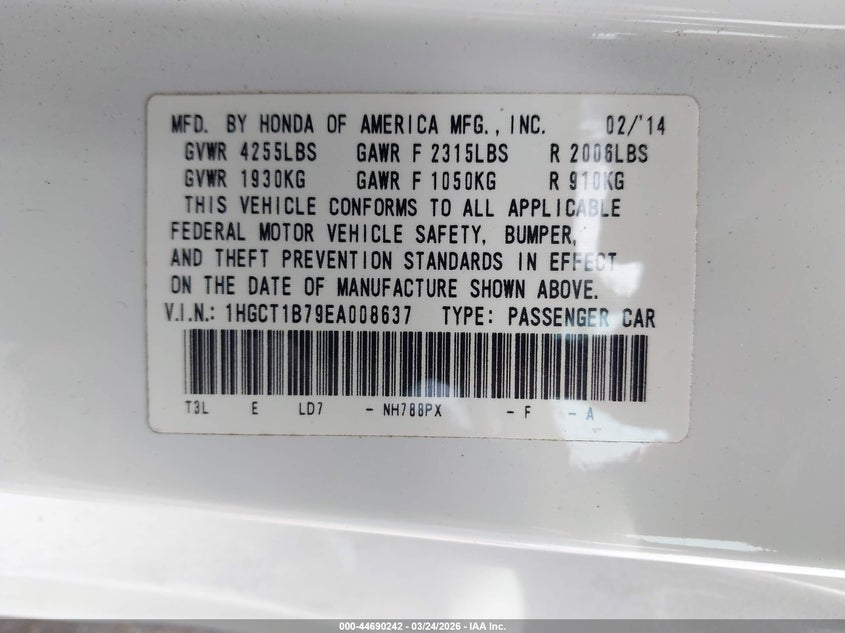 MFD. BY HONDA OF AMERICA MFG., INC. 02/'14
GVWR 4255LBS GAWR F 2315LBS R 2006LBS
GVWR 1930KG GAWR F 1050KG R 910KG
THIS VEHICLE CONFORMS TO ALL APPLICABLE
FEDERAL MOTOR VEHICLE SAFETY, BUMPER,
AND THEFT PREVENTION STANDARDS IN EFFECT
ON THE DATE OF MANUFACTURE SHOWN ABOVE.
V.I.N.: 1HGCT1B79EA008637 TYPE: PASSENGER CAR
T3L E LD7 - NH788PX - F - A
000-44690242 - 03/24/2026 - IAA Inc.